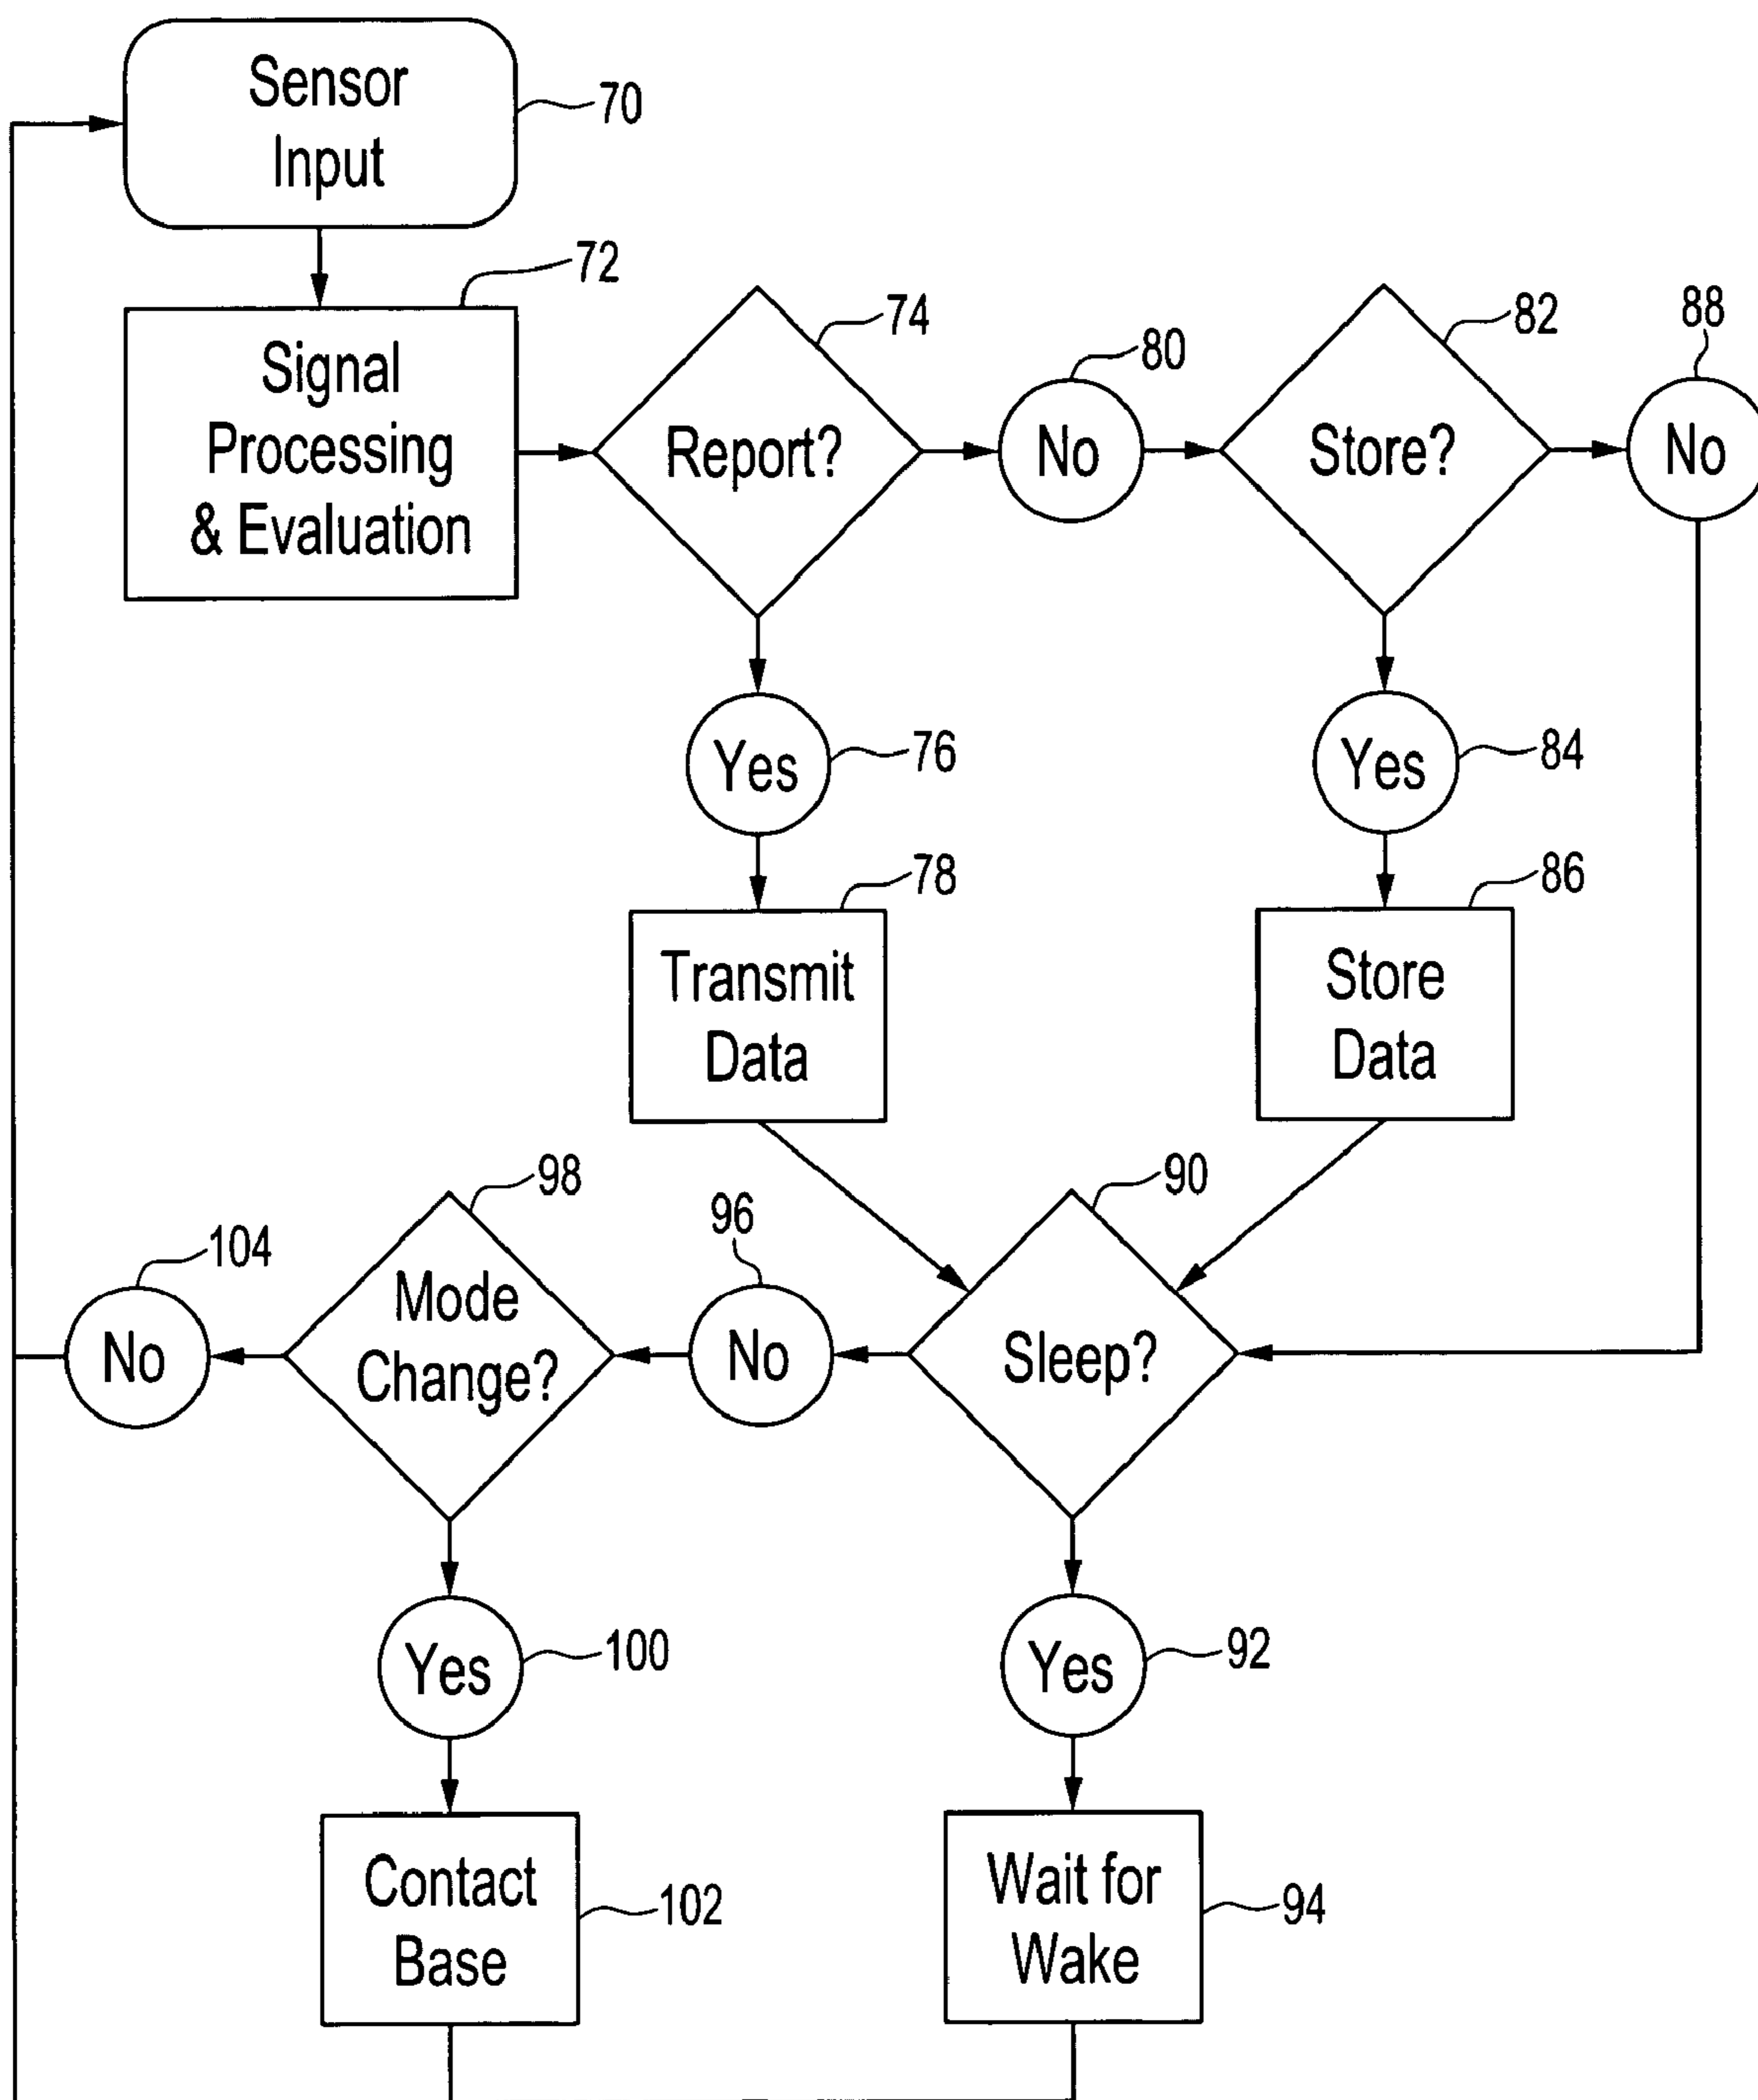 Sensor
Input
70
72
Signal
Processing
& Evaluation
74
Report?
80
No
82
Store?
88
No
Yes
76
Yes
84
78
Transmit
Data
86
Store
Data
98
Mode
Change?
96
No
90
Sleep?
104
No
Yes
100
Yes
92
Contact
Base
102
Wait for
Wake
94